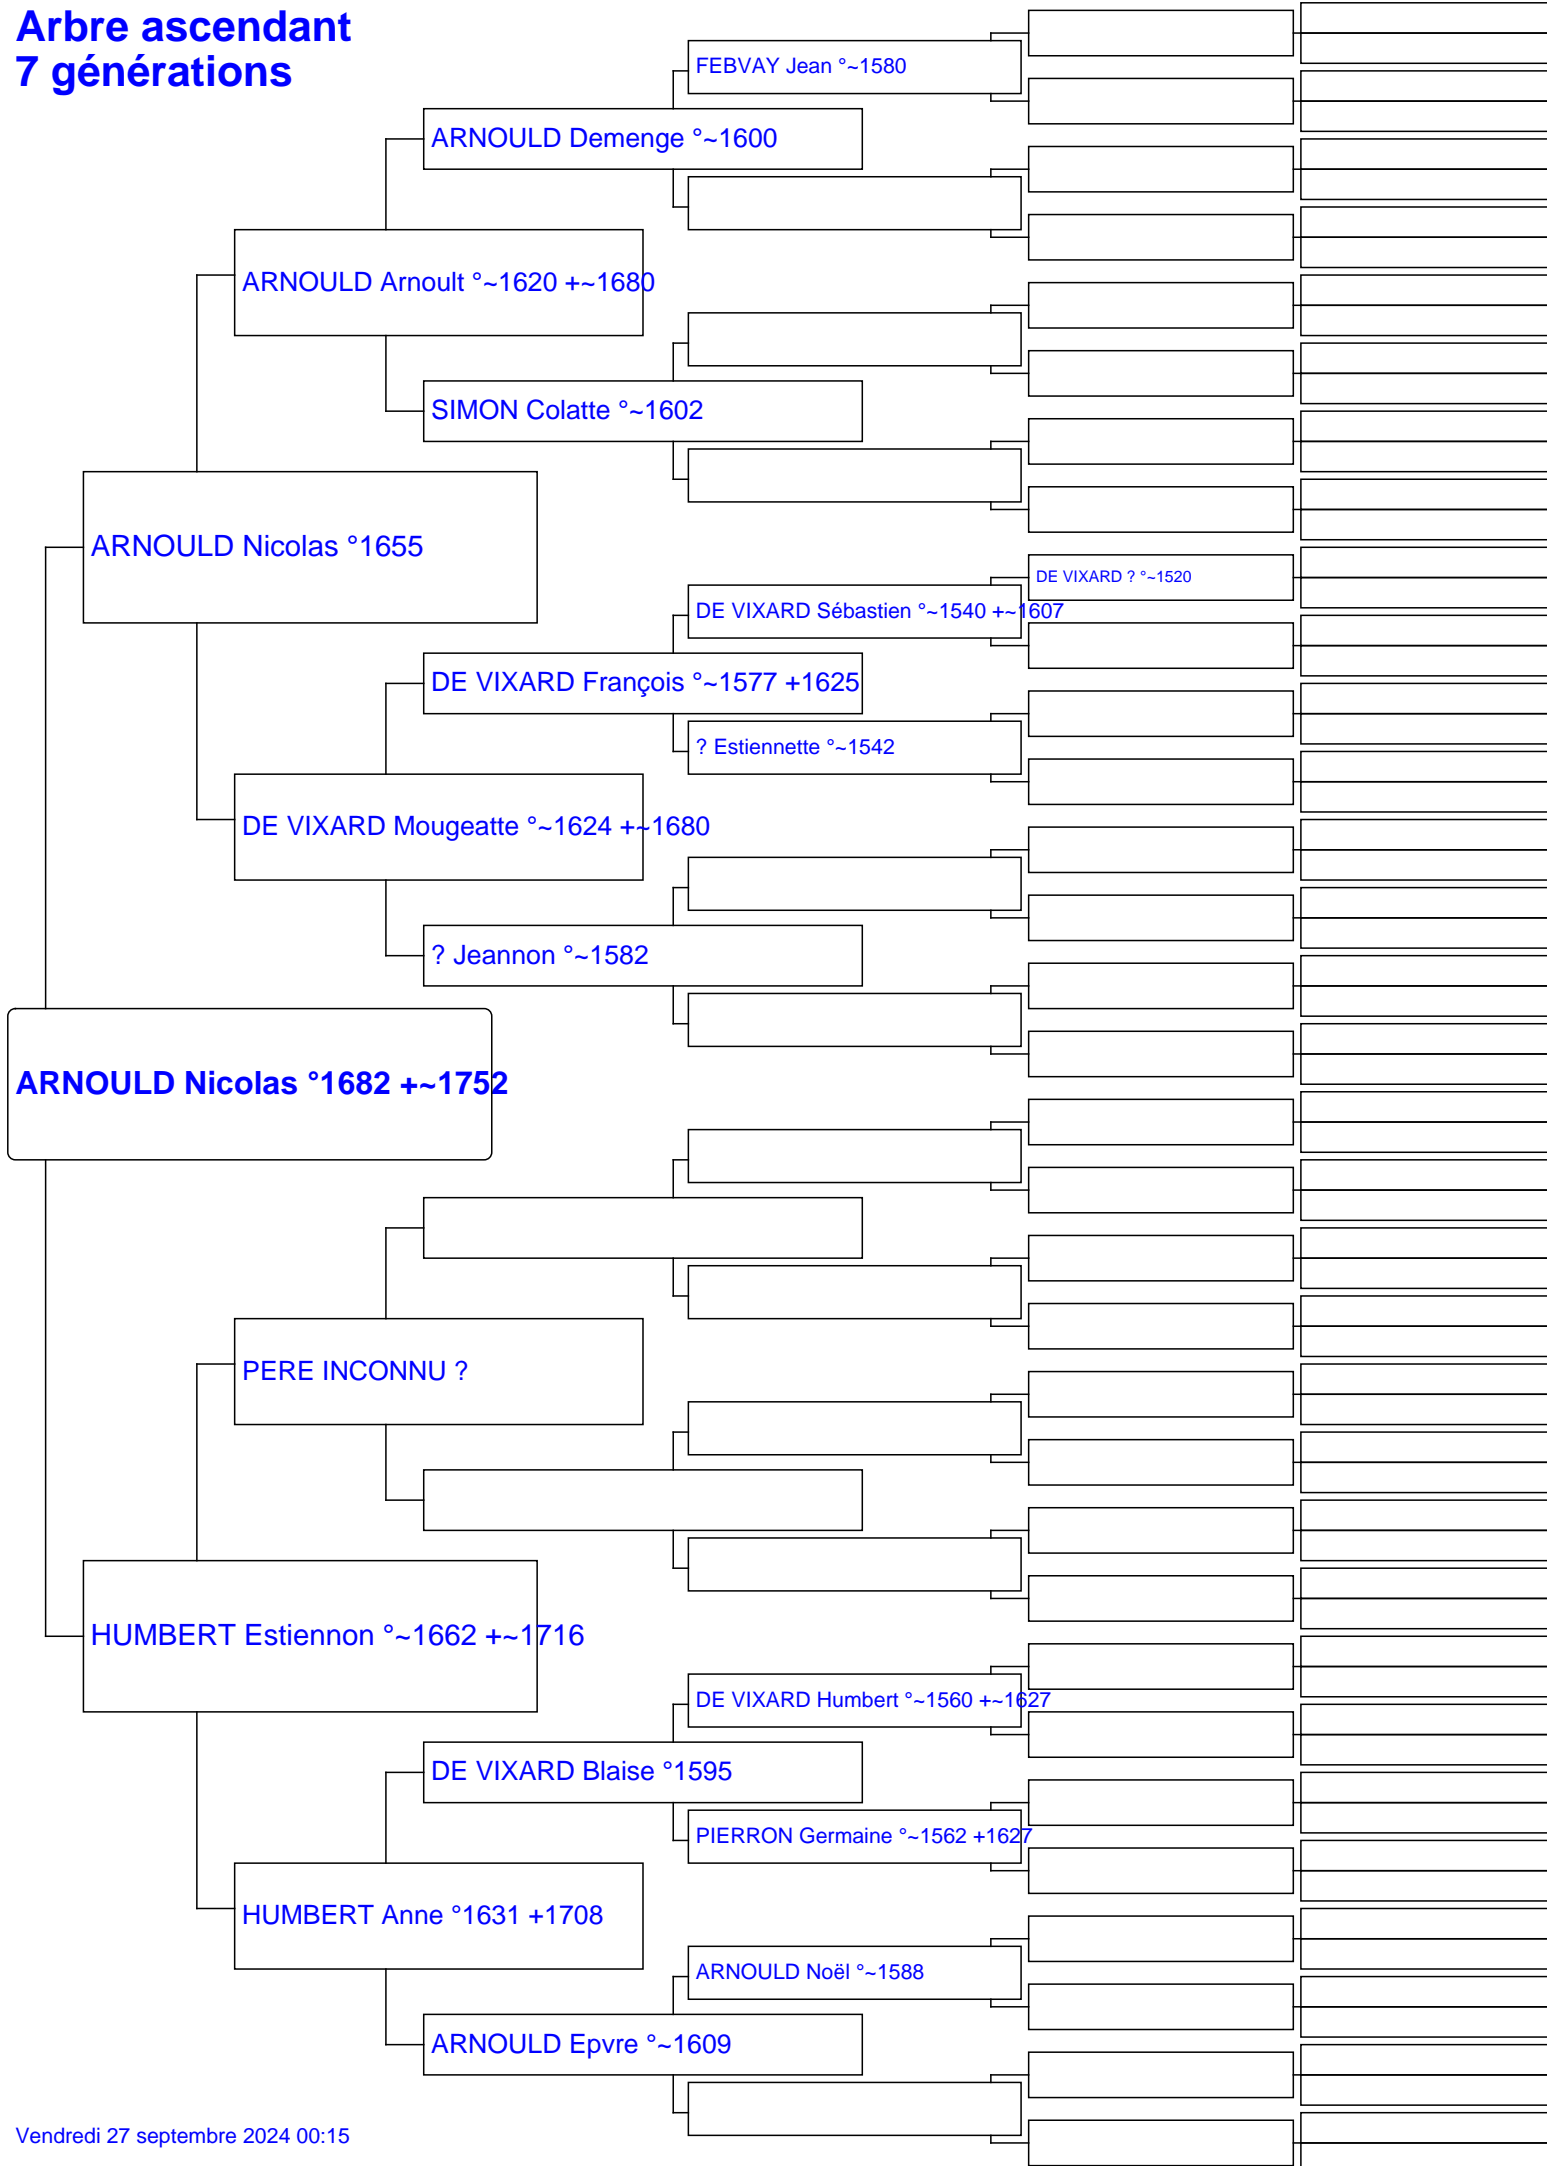 Arbre ascendant
7 générations
FEBVAY Jean °~1580
ARNOULD Demenge °~1600
ARNOULD Arnoult °~1620 +~1680
SIMON Colatte °~1602
ARNOULD Nicolas °1655
DE VIXARD ? °~1520
DE VIXARD Sébastien °~1540 +~1607
DE VIXARD François °~1577 +1625
? Estiennette °~1542
DE VIXARD Mougeatte °~1624 +~1680
? Jeannon °~1582
ARNOULD Nicolas °1682 +~1752
PERE INCONNU ?
HUMBERT Estiennon °~1662 +~1716
DE VIXARD Humbert °~1560 +~1627
DE VIXARD Blaise °1595
PIERRON Germaine °~1562 +1627
HUMBERT Anne °1631 +1708
ARNOULD Noël °~1588
ARNOULD Epvre °~1609
Vendredi 27 septembre 2024 00:15